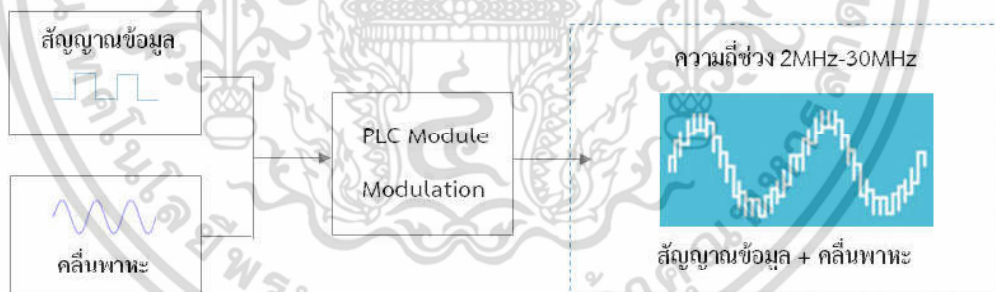 สัญญาณข้อมูล
คลื่นพาหะ
PLC Module
Modulation
ความถี่ช่วง 2MHz-30MHz
สัญญาณข้อมูล + คลื่นพาหะ